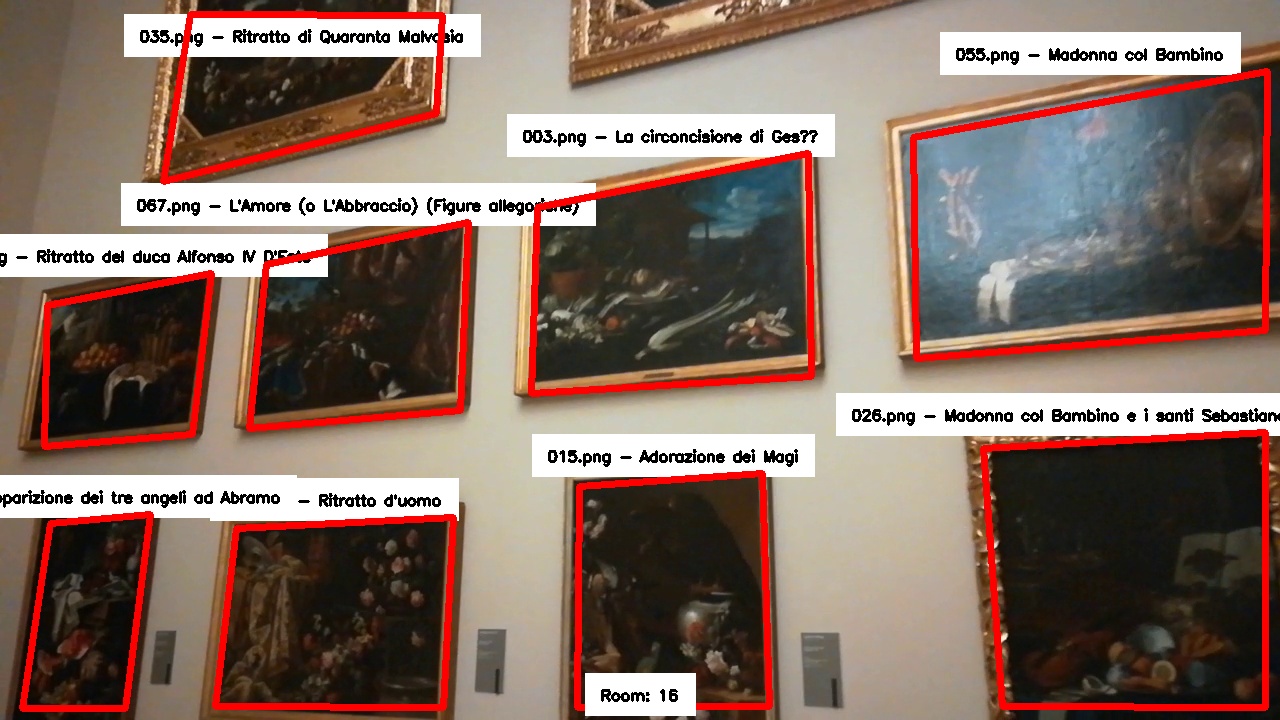 035.png - Ritratto di Quaranta Malvasia
055.png - Madonna col Bambino
003.png - La circoncisione di Ges??
067.png - L'Amore (o L'Abbraccio) (Figure allegoriche)
g - Ritratto del duca Alfonso IV D'Este
026.png - Madonna col Bambino e i santi Sebastiano
015.png - Adorazione dei Magi
parizione dei tre angeli ad Abramo
- Ritratto d'uomo
Room: 16